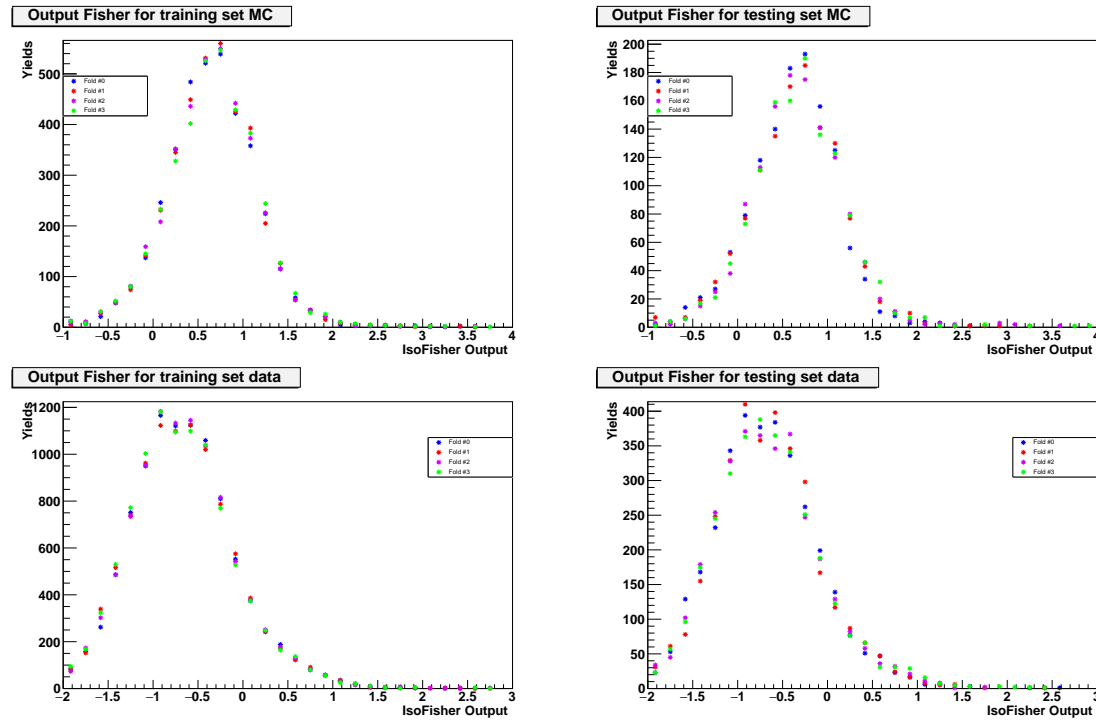 Output Fisher for training set MC
Yields
500
400
300
200
100
0
Fold #0
Fold #1
Fold #2
Fold #3
−1 −0.5 0 0.5 1 1.5 2 2.5 3 3.5 4
IsoFisher Output
Output Fisher for testing set MC
Yields
200
180
160
140
120
100
80
60
40
20
0
Fold #0
Fold #1
Fold #2
Fold #3
−1 −0.5 0 0.5 1 1.5 2 2.5 3 3.5 4
IsoFisher Output
Output Fisher for training set data
Yields
1200
1000
800
600
400
200
0
Fold #0
Fold #1
Fold #2
Fold #3
−2 −1.5 −1 −0.5 0 0.5 1 1.5 2 2.5 3
IsoFisher Output
Output Fisher for testing set data
Yields
400
350
300
250
200
150
100
50
0
Fold #0
Fold #1
Fold #2
Fold #3
−2 −1.5 −1 −0.5 0 0.5 1 1.5 2 2.5 3
IsoFisher Output